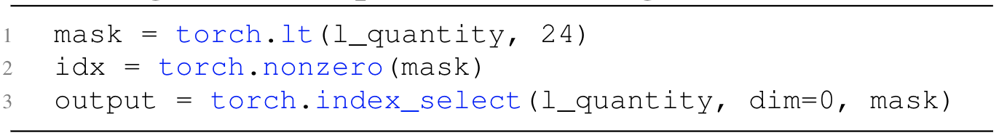 1 mask = torch.lt(l_quantity, 24)
2 idx = torch.nonzero(mask)
3 output = torch.index_select(l_quantity, dim=0, mask)